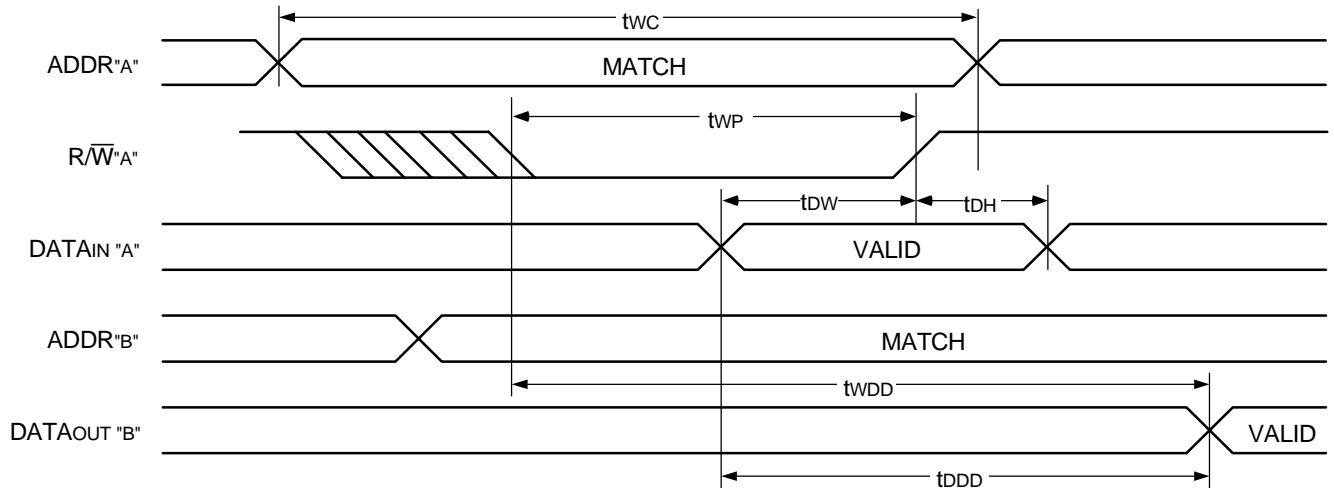 tWC
ADDR"A"
MATCH
tWP
R/W̅"A"
tDW
tDH
DATAIN "A"
VALID
ADDR"B"
MATCH
tWDD
DATAOUT "B"
VALID
tDDD